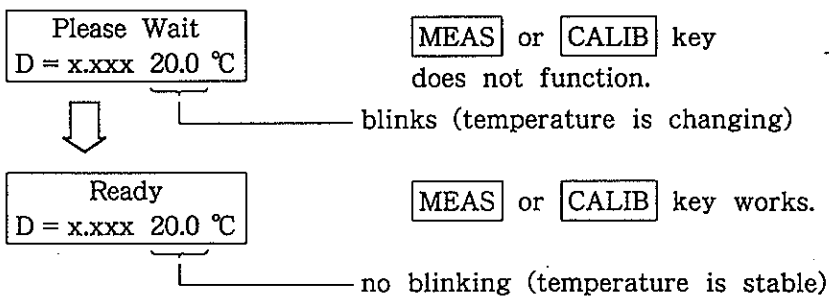 Please Wait
D = x.xxx 20.0 ℃
MEAS or CALIB key
does not function.
blinks (temperature is changing)
Ready
D = x.xxx 20.0 ℃
MEAS or CALIB key works.
no blinking (temperature is stable)